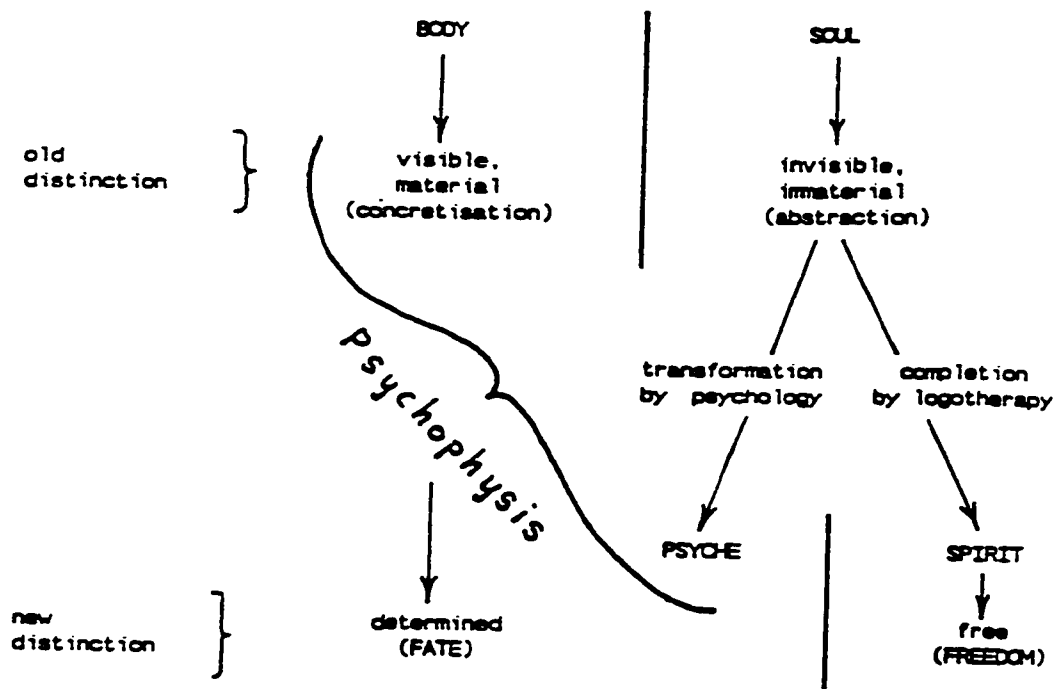 BODY
SOUL
old
distinction
visible,
material
(concretisation)
invisible,
immaterial
(abstraction)
Psychophysis
transformation
by psychology
completion
by logotherapy
PSYCHE
SPIRIT
new
distinction
determined
(FATE)
free
(FREEDOM)